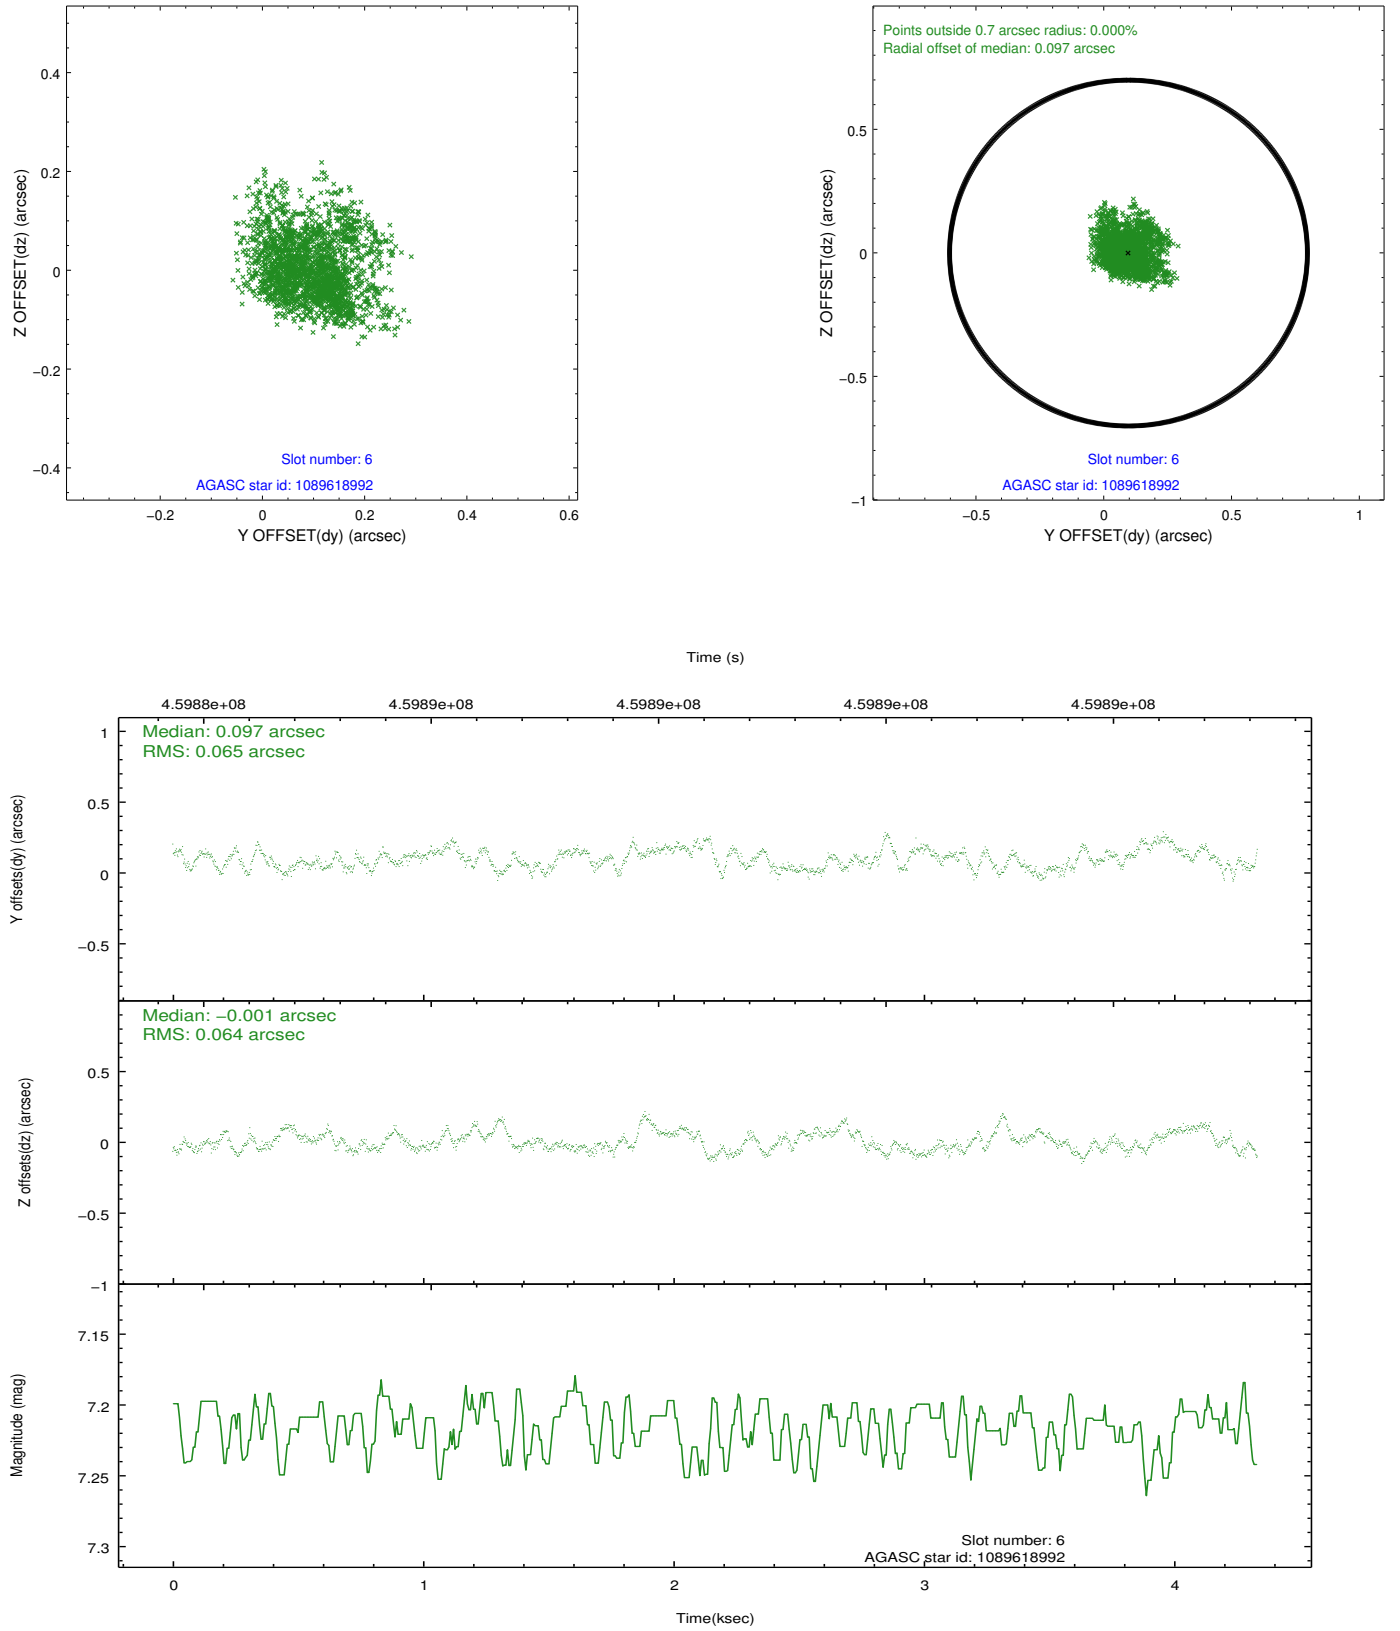 0.4
0.2
0
−0.2
−0.4
Z OFFSET(dz) (arcsec)
Slot number: 6
AGASC star id: 1089618992
−0.2 0 0.2 0.4 0.6
Y OFFSET(dy) (arcsec)
Points outside 0.7 arcsec radius: 0.000%
Radial offset of median: 0.097 arcsec
0.5
0
−0.5
−1
Z OFFSET(dz) (arcsec)
Slot number: 6
AGASC star id: 1089618992
−0.5 0 0.5 1
Y OFFSET(dy) (arcsec)
Time (s)
4.5988e+08 4.5989e+08 4.5989e+08 4.5989e+08 4.5989e+08
Median: 0.097 arcsec
RMS: 0.065 arcsec
1
0.5
0
−0.5
Y offsets(dy) (arcsec)
Median: −0.001 arcsec
RMS: 0.064 arcsec
0.5
0
−0.5
−1
Z offsets(dz) (arcsec)
7.15
7.2
7.25
7.3
Magnitude (mag)
Slot number: 6
AGASC star id: 1089618992
0 1 2 3 4
Time(ksec)